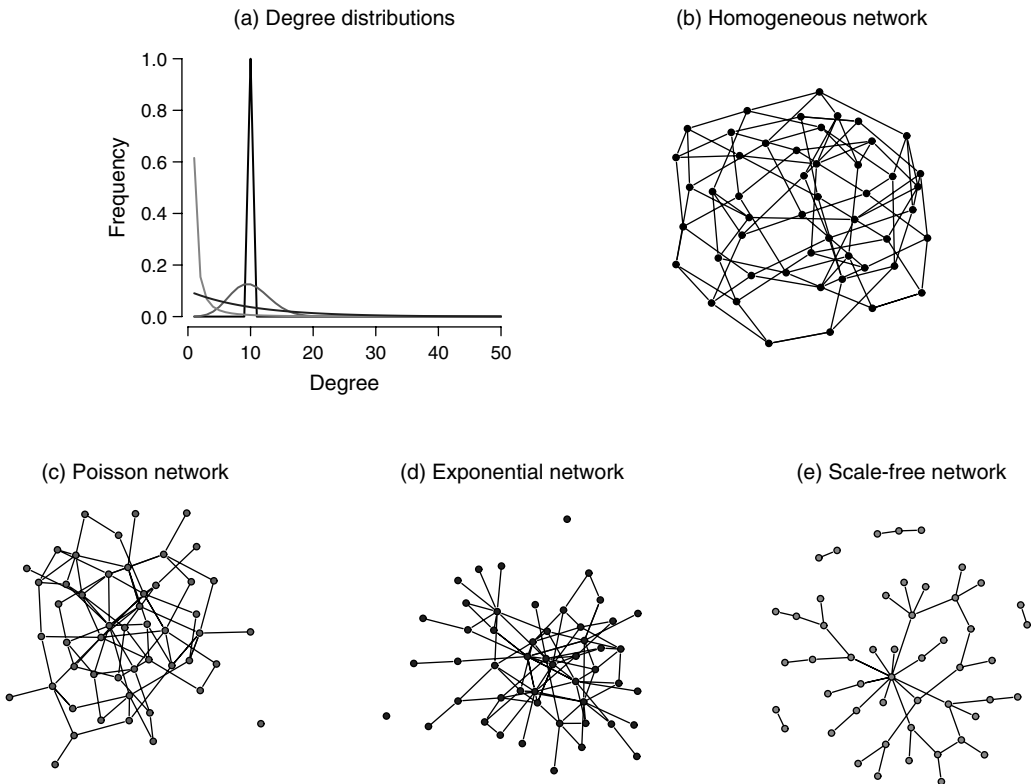 (a) Degree distributions
(b) Homogeneous network
1.0
0.8
0.6
0.4
0.2
0.0
Frequency
0 10 20 30 40 50
Degree
(c) Poisson network
(d) Exponential network
(e) Scale-free network